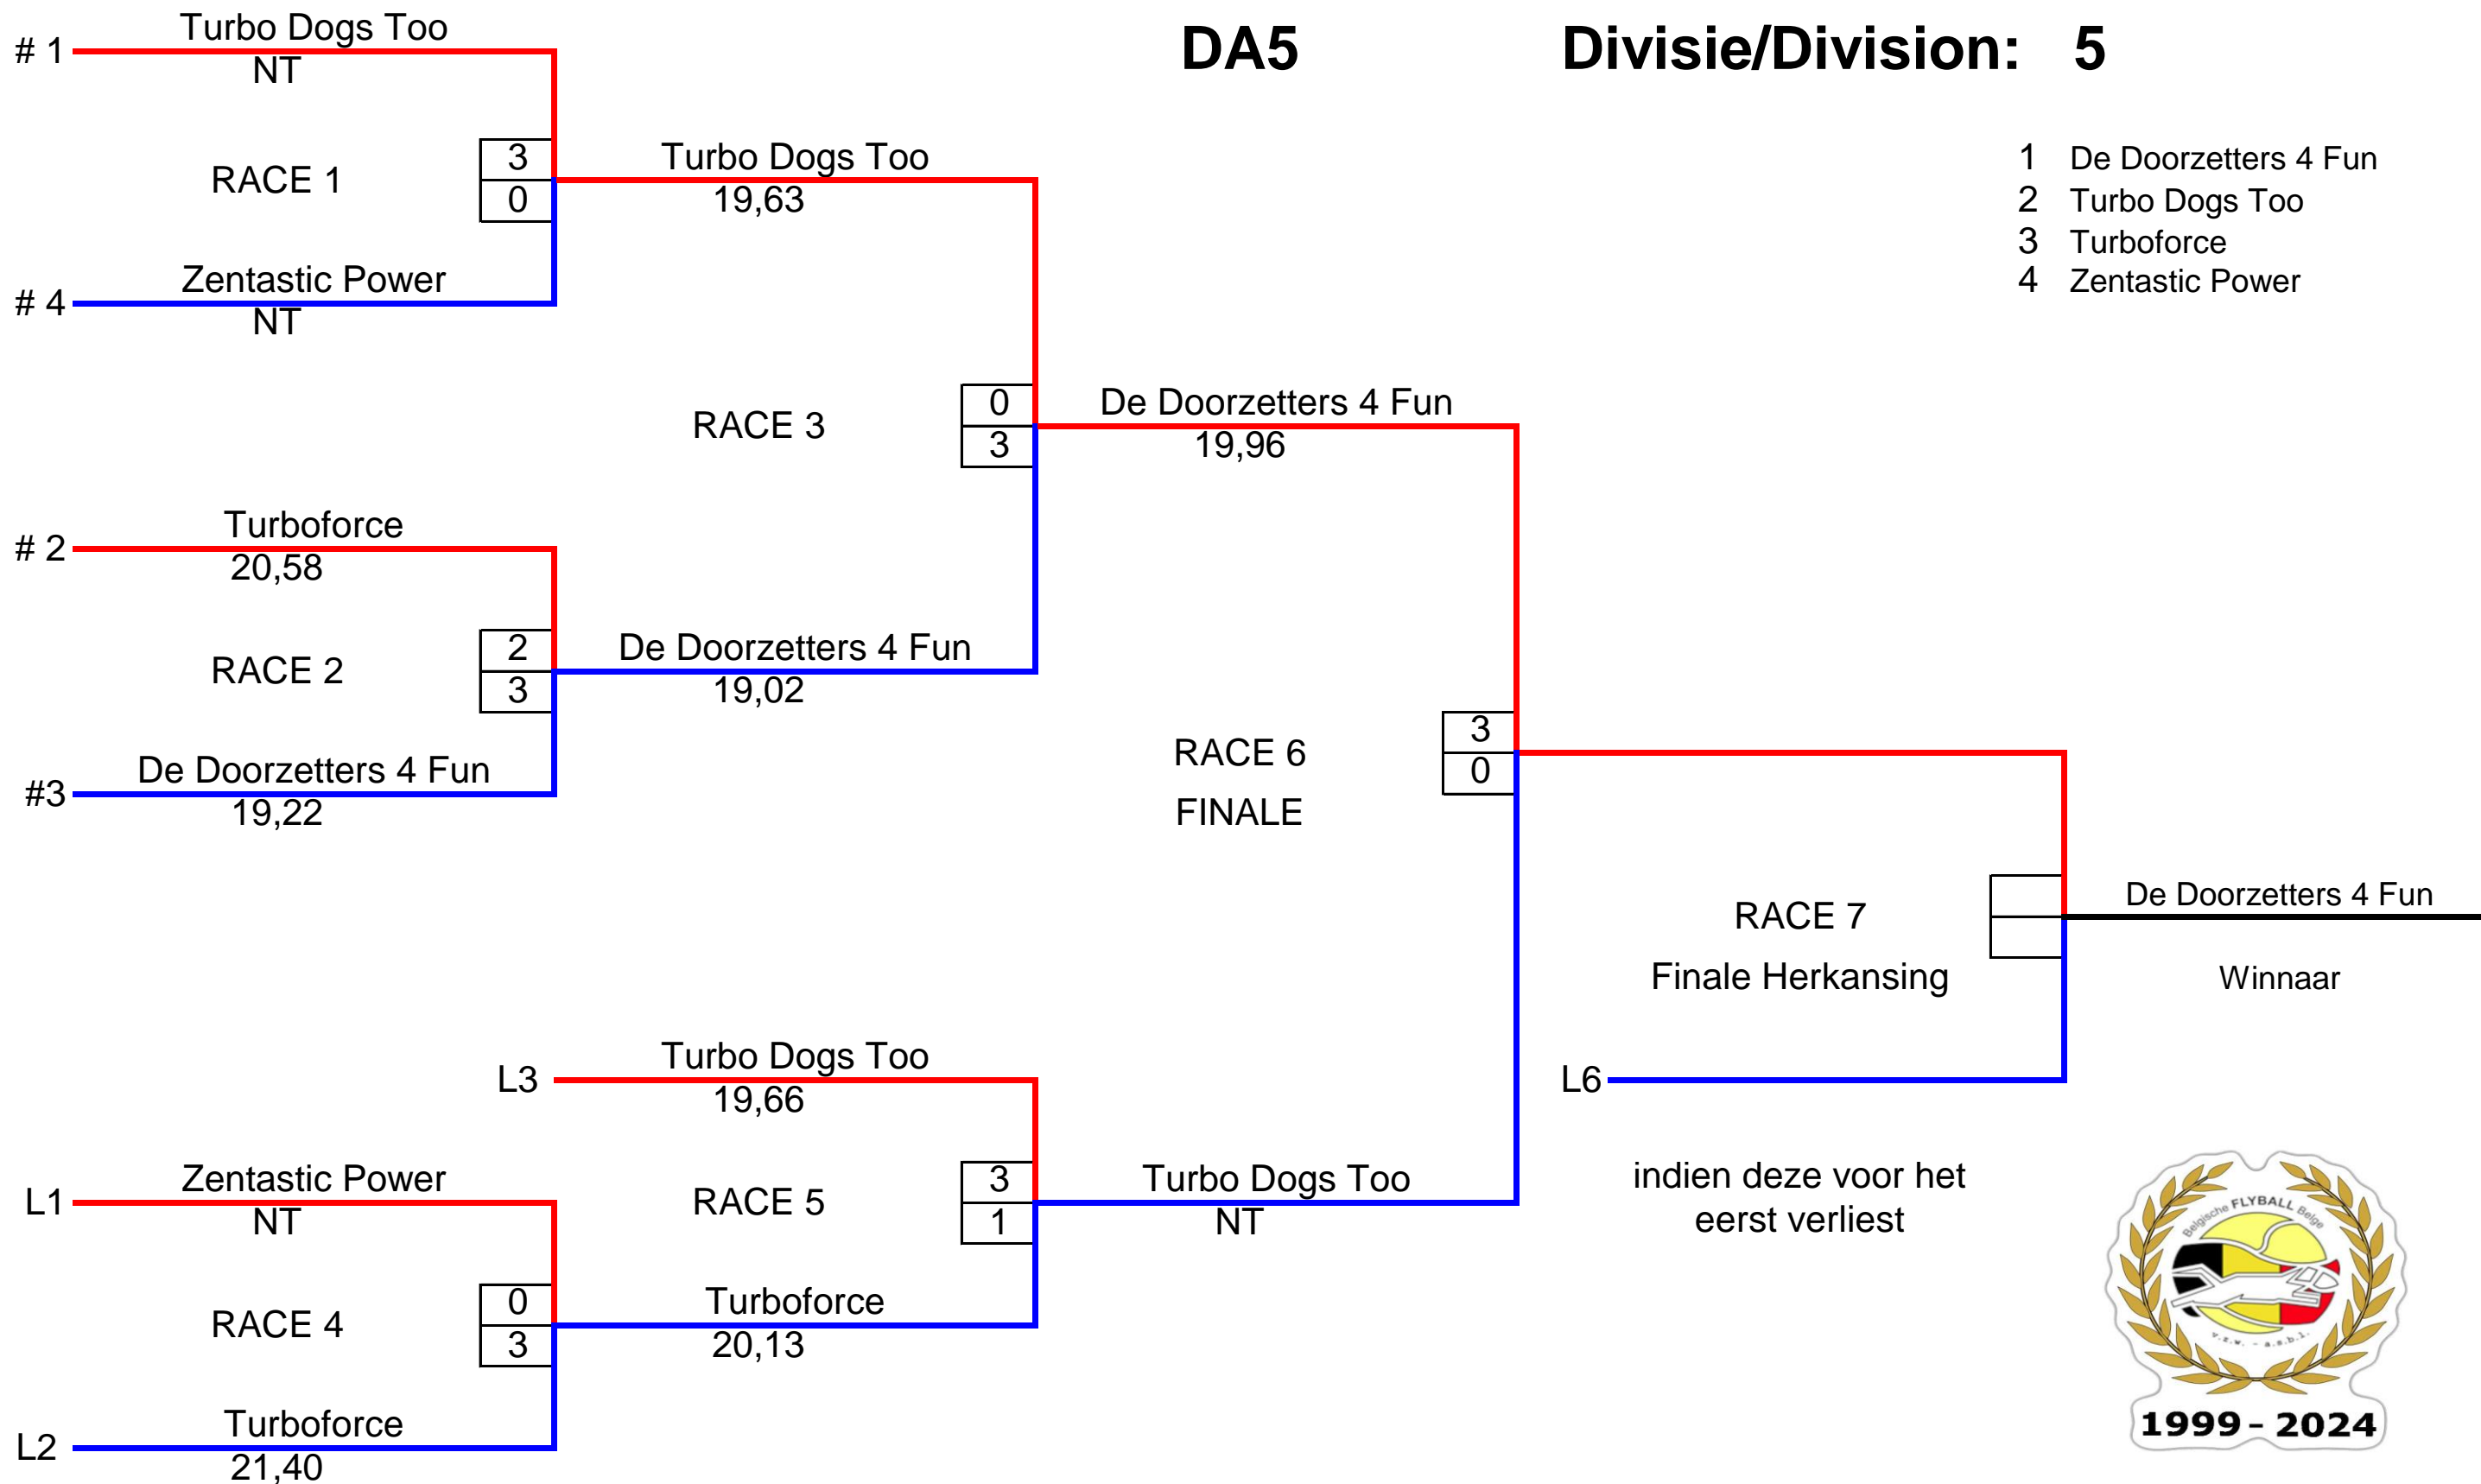 DA5 Divisie/Division: 5
# 1 Turbo Dogs Too
NT
RACE 1
3
0
# 4 Zentastic Power
NT
Turbo Dogs Too
19,63
1 De Doorzetters 4 Fun
2 Turbo Dogs Too
3 Turboforce
4 Zentastic Power
RACE 3
0
3
De Doorzetters 4 Fun
19,96
# 2 Turboforce
20,58
RACE 2
2
3
#3 De Doorzetters 4 Fun
19,22
De Doorzetters 4 Fun
19,02
RACE 6
FINALE
3
0
RACE 7
Finale Herkansing
De Doorzetters 4 Fun
Winnaar
L3 Turbo Dogs Too
19,66
L6
indien deze voor het
eerst verliest
L1 Zentastic Power
NT
RACE 5
3
1
Turbo Dogs Too
NT
RACE 4
0
3
Turboforce
20,13
L2 Turboforce
21,40
Belgische FLYBALL Belge
v.z.w. - a.s.b.l.
1999 - 2024